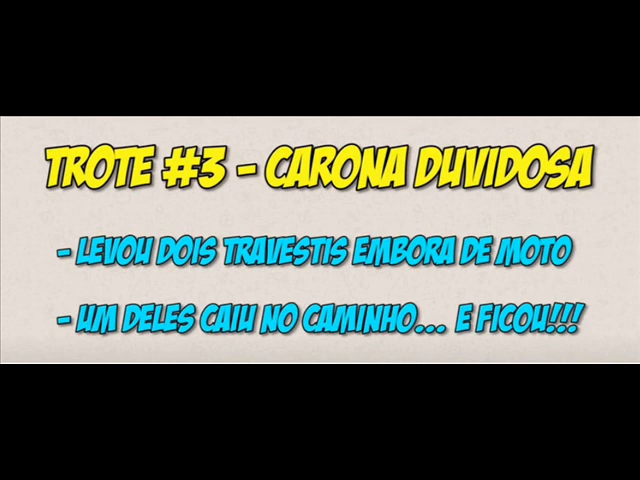 TROTE #3 - CARONA DUVIDOSA
- LEVOU DOIS TRAVESTIS EMBORA DE MOTO
- UM DELES CAIU NO CAMINHO... E FICOU!!!